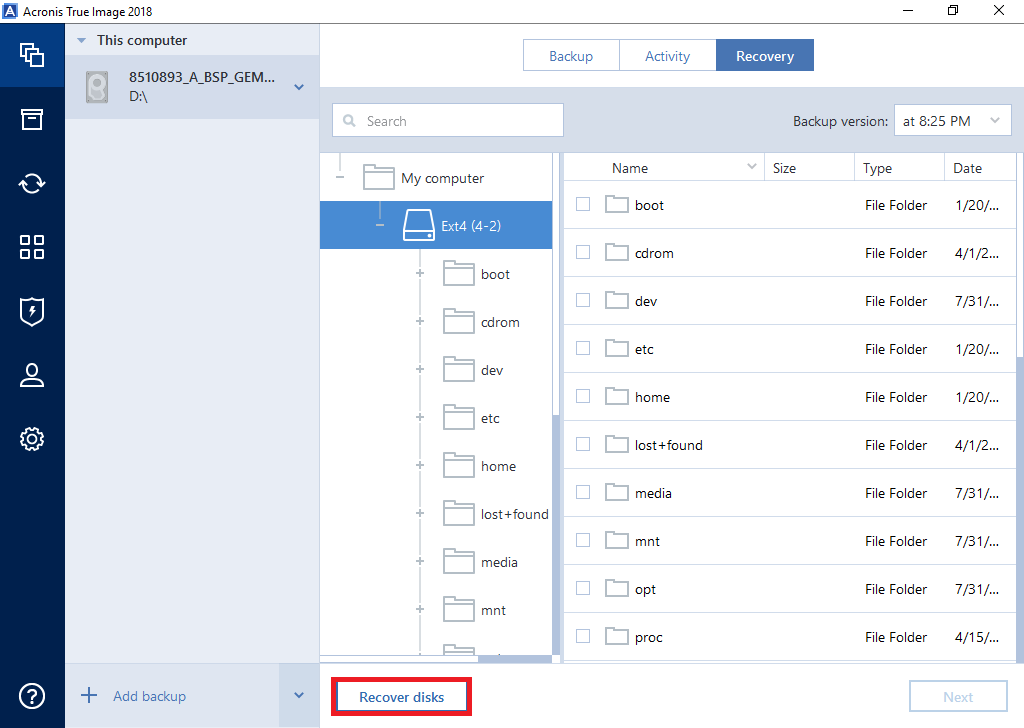 Acronis True Image 2018
This computer
8510893_A_BSP_GEM...
D:\
Backup
Activity
Recovery
Search
Backup version:
at 8:25 PM
My computer
Ext4 (4-2)
boot
cdrom
dev
etc
home
lost+found
media
mnt
Name Size Type Date
boot File Folder 1/20/...
cdrom File Folder 4/1/2...
dev File Folder 7/31/...
etc File Folder 1/20/...
home File Folder 1/20/...
lost+found File Folder 4/1/2...
media File Folder 7/31/...
mnt File Folder 7/31/...
opt File Folder 7/31/...
proc File Folder 4/15/...
Add backup
Recover disks
Next